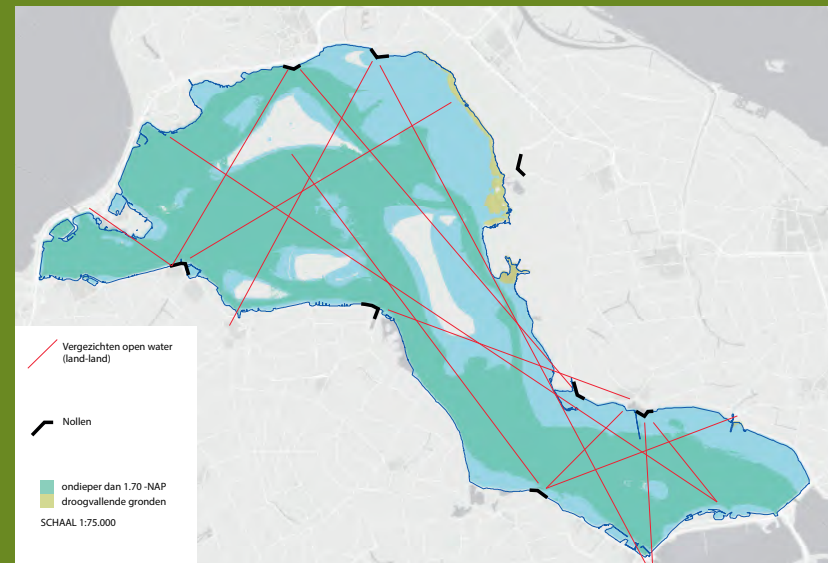 Vergezichten open water
(land-land)
Nollen
ondieper dan 1.70 -NAP
droogvallende gronden
SCHAAL 1:75.000